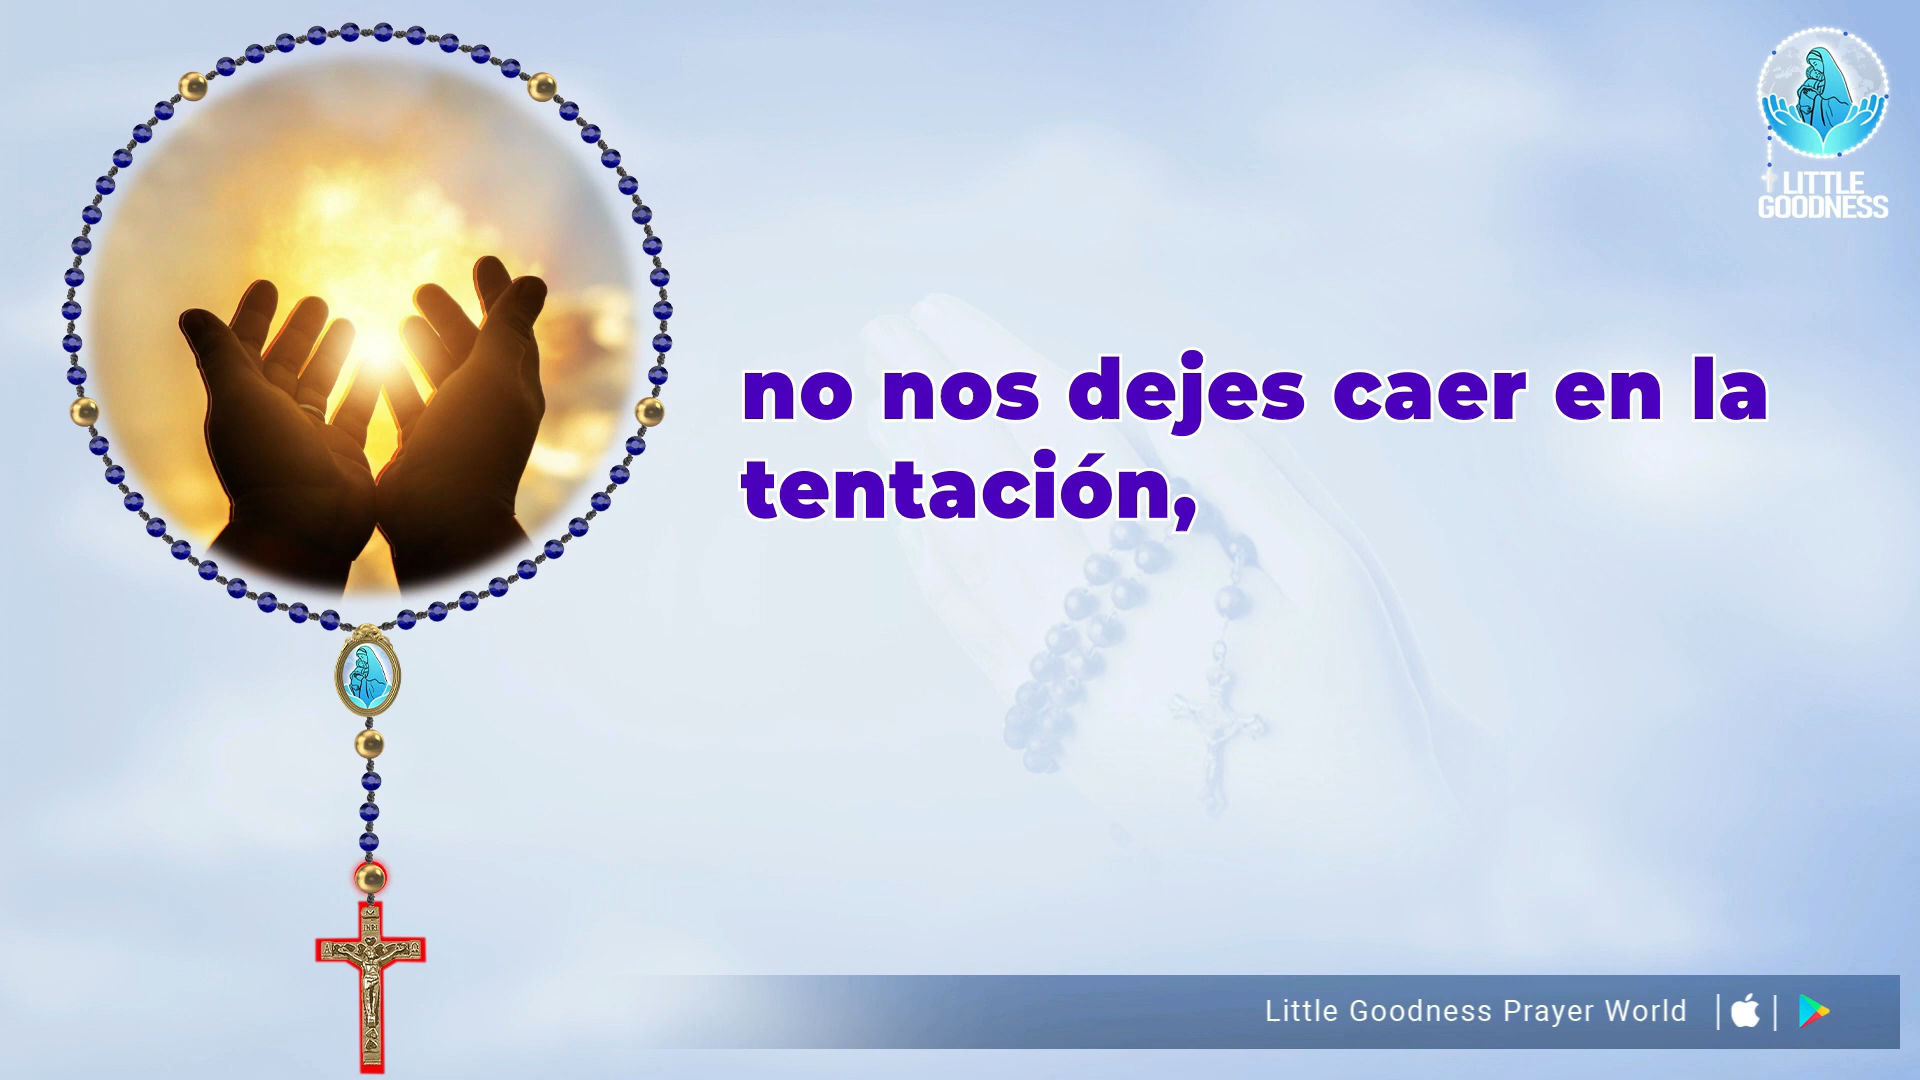 LITTLE
GOODNESS
no nos dejes caer en la
tentación,
INRI
Little Goodness Prayer World